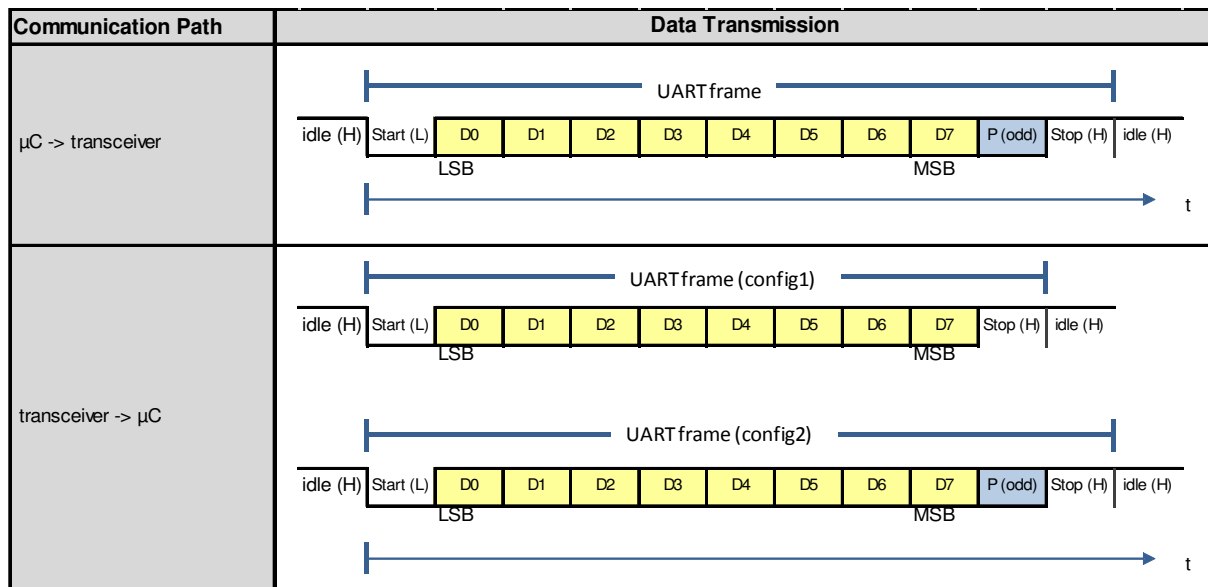 Communication Path Data Transmission
µC -> transceiver
UART frame
idle (H) Start (L) D0 D1 D2 D3 D4 D5 D6 D7 P (odd) Stop (H) idle (H)
LSB MSB
t
transceiver -> µC
UART frame (config1)
idle (H) Start (L) D0 D1 D2 D3 D4 D5 D6 D7 Stop (H) idle (H)
LSB MSB
UART frame (config2)
idle (H) Start (L) D0 D1 D2 D3 D4 D5 D6 D7 P (odd) Stop (H) idle (H)
LSB MSB
t